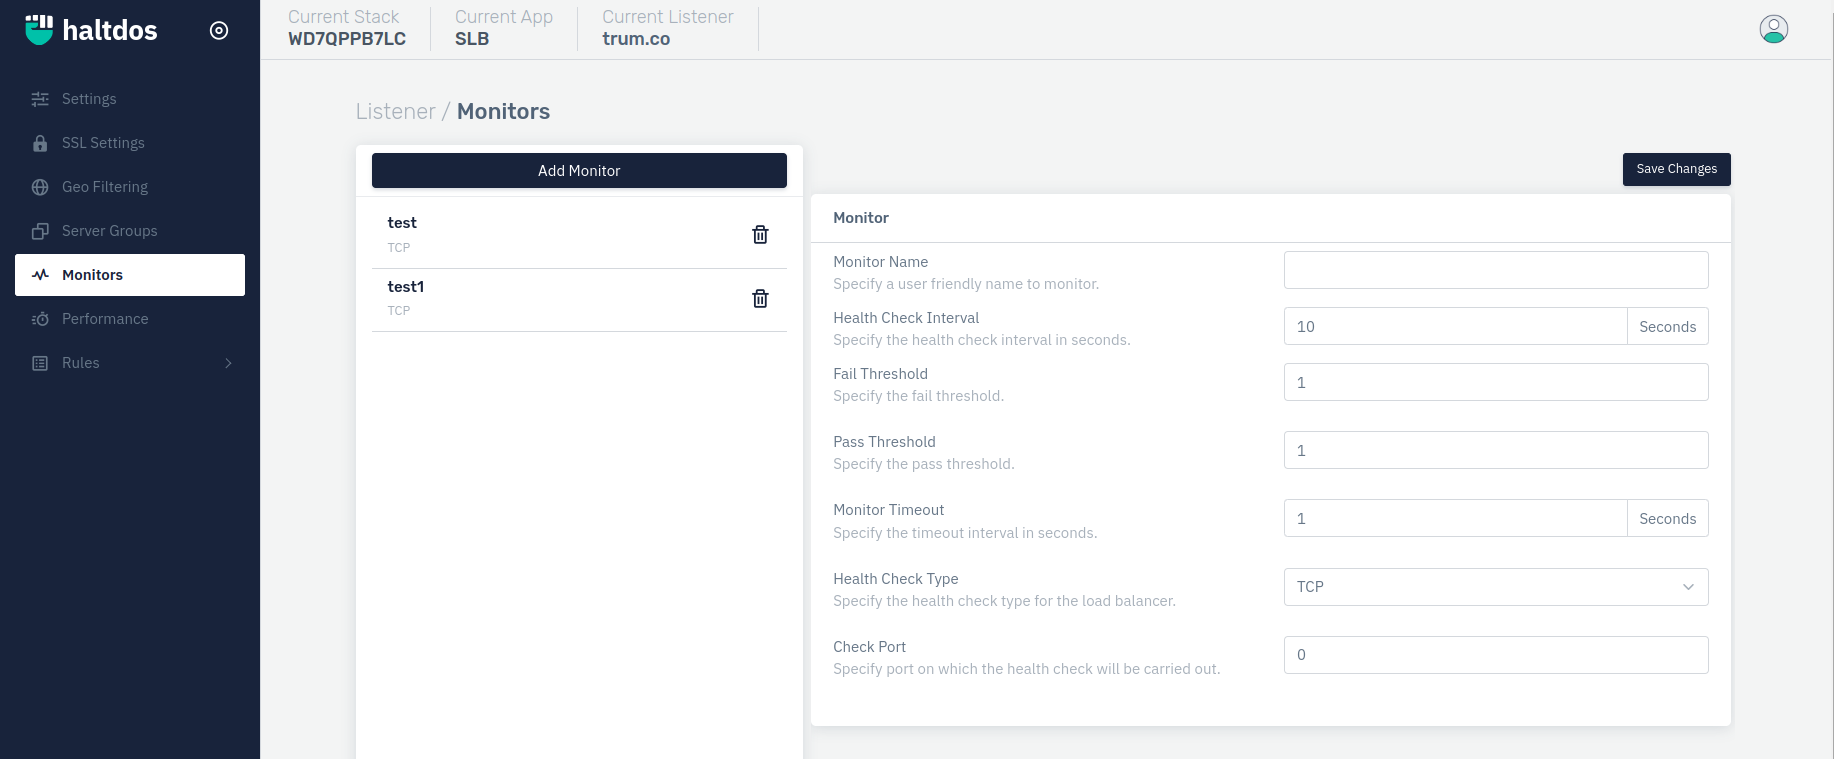 haltdos
Settings
SSL Settings
Geo Filtering
Server Groups
Monitors
Performance
Rules
Current Stack
WD7QPPB7LC
Current App
SLB
Current Listener
trum.co
Listener / Monitors
Add Monitor
test
TCP
test1
TCP
Save Changes
Monitor
Monitor Name
Specify a user friendly name to monitor.
Health Check Interval
Specify the health check interval in seconds.
10 Seconds
Fail Threshold
Specify the fail threshold.
1
Pass Threshold
Specify the pass threshold.
1
Monitor Timeout
Specify the timeout interval in seconds.
1 Seconds
Health Check Type
Specify the health check type for the load balancer.
TCP
Check Port
Specify port on which the health check will be carried out.
0